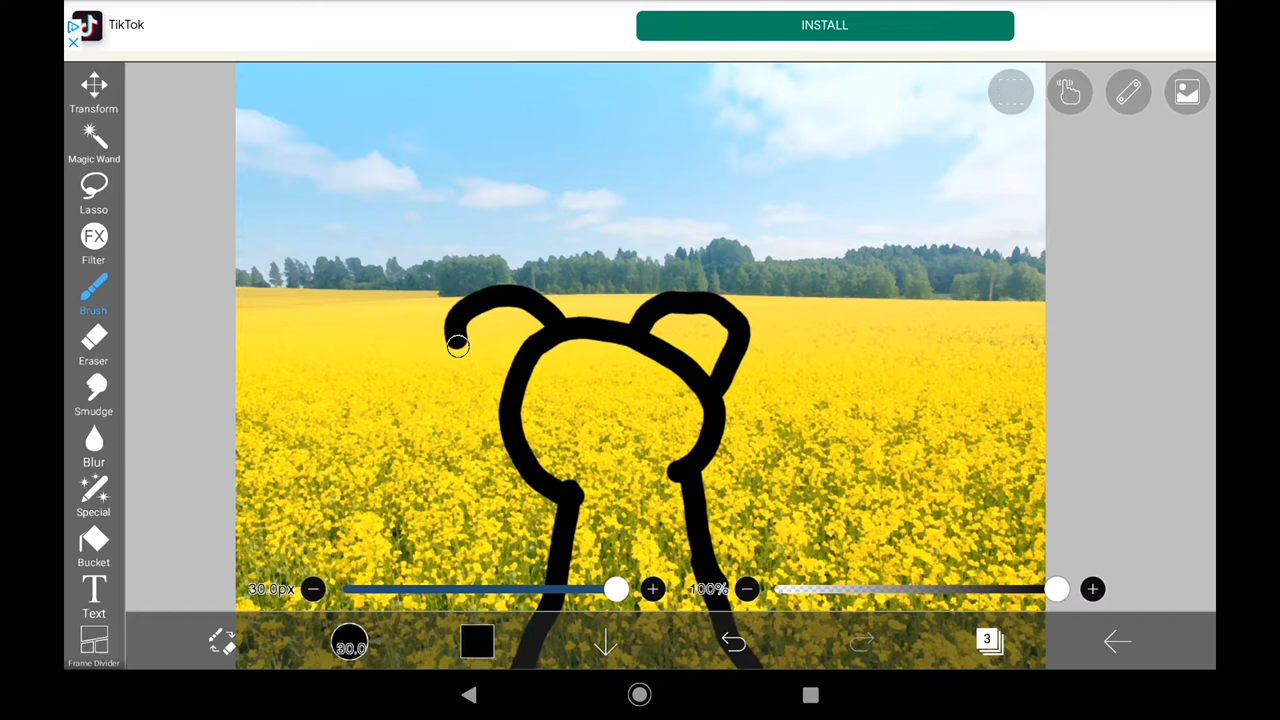 TikTok
INSTALL
Transform
Magic Wand
Lasso
FX
Filter
Brush
Eraser
Smudge
Blur
Special
Bucket
T
Text
Frame Divider
30.0px
100%
30.0
3